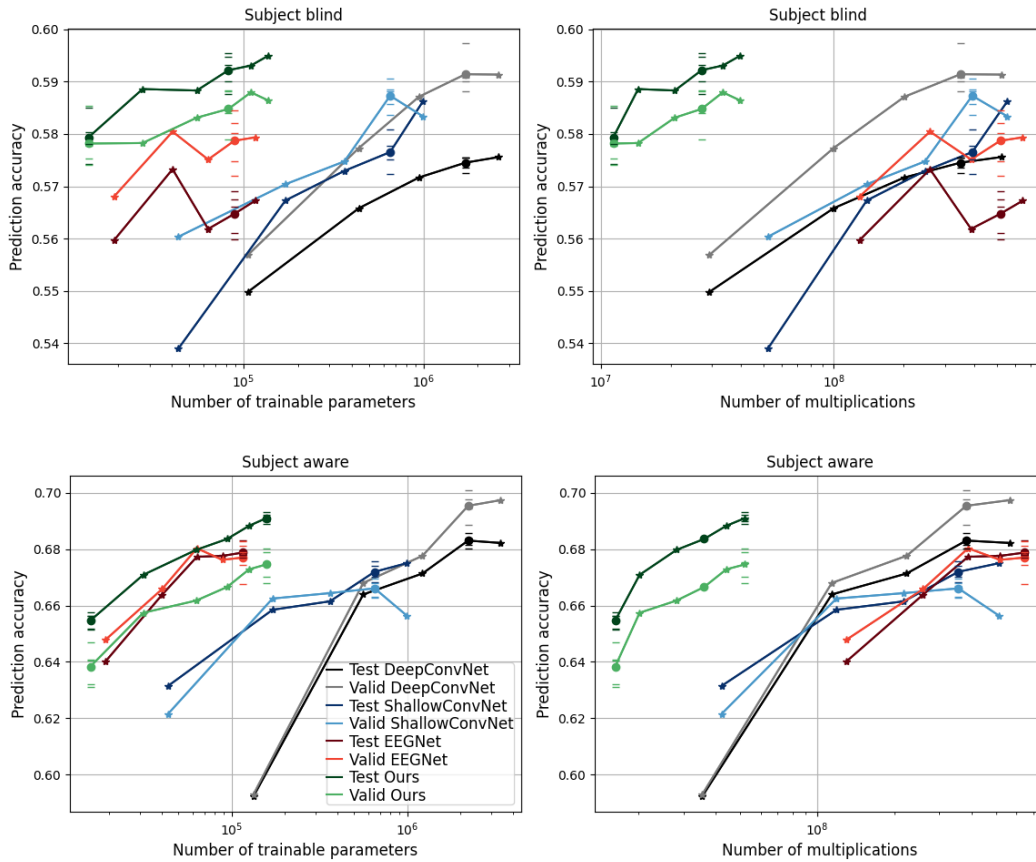 Subject blind
0.60
0.59
0.58
0.57
0.56
0.55
0.54
Prediction accuracy
10^5
10^6
Number of trainable parameters
Subject blind
0.60
0.59
0.58
0.57
0.56
0.55
0.54
Prediction accuracy
10^7
10^8
Number of multiplications
Subject aware
0.70
0.68
0.66
0.64
0.62
0.60
Prediction accuracy
Test DeepConvNet
Valid DeepConvNet
Test ShallowConvNet
Valid ShallowConvNet
Test EEGNet
Valid EEGNet
Test Ours
Valid Ours
10^5
10^6
Number of trainable parameters
Subject aware
0.70
0.68
0.66
0.64
0.62
0.60
Prediction accuracy
10^8
Number of multiplications